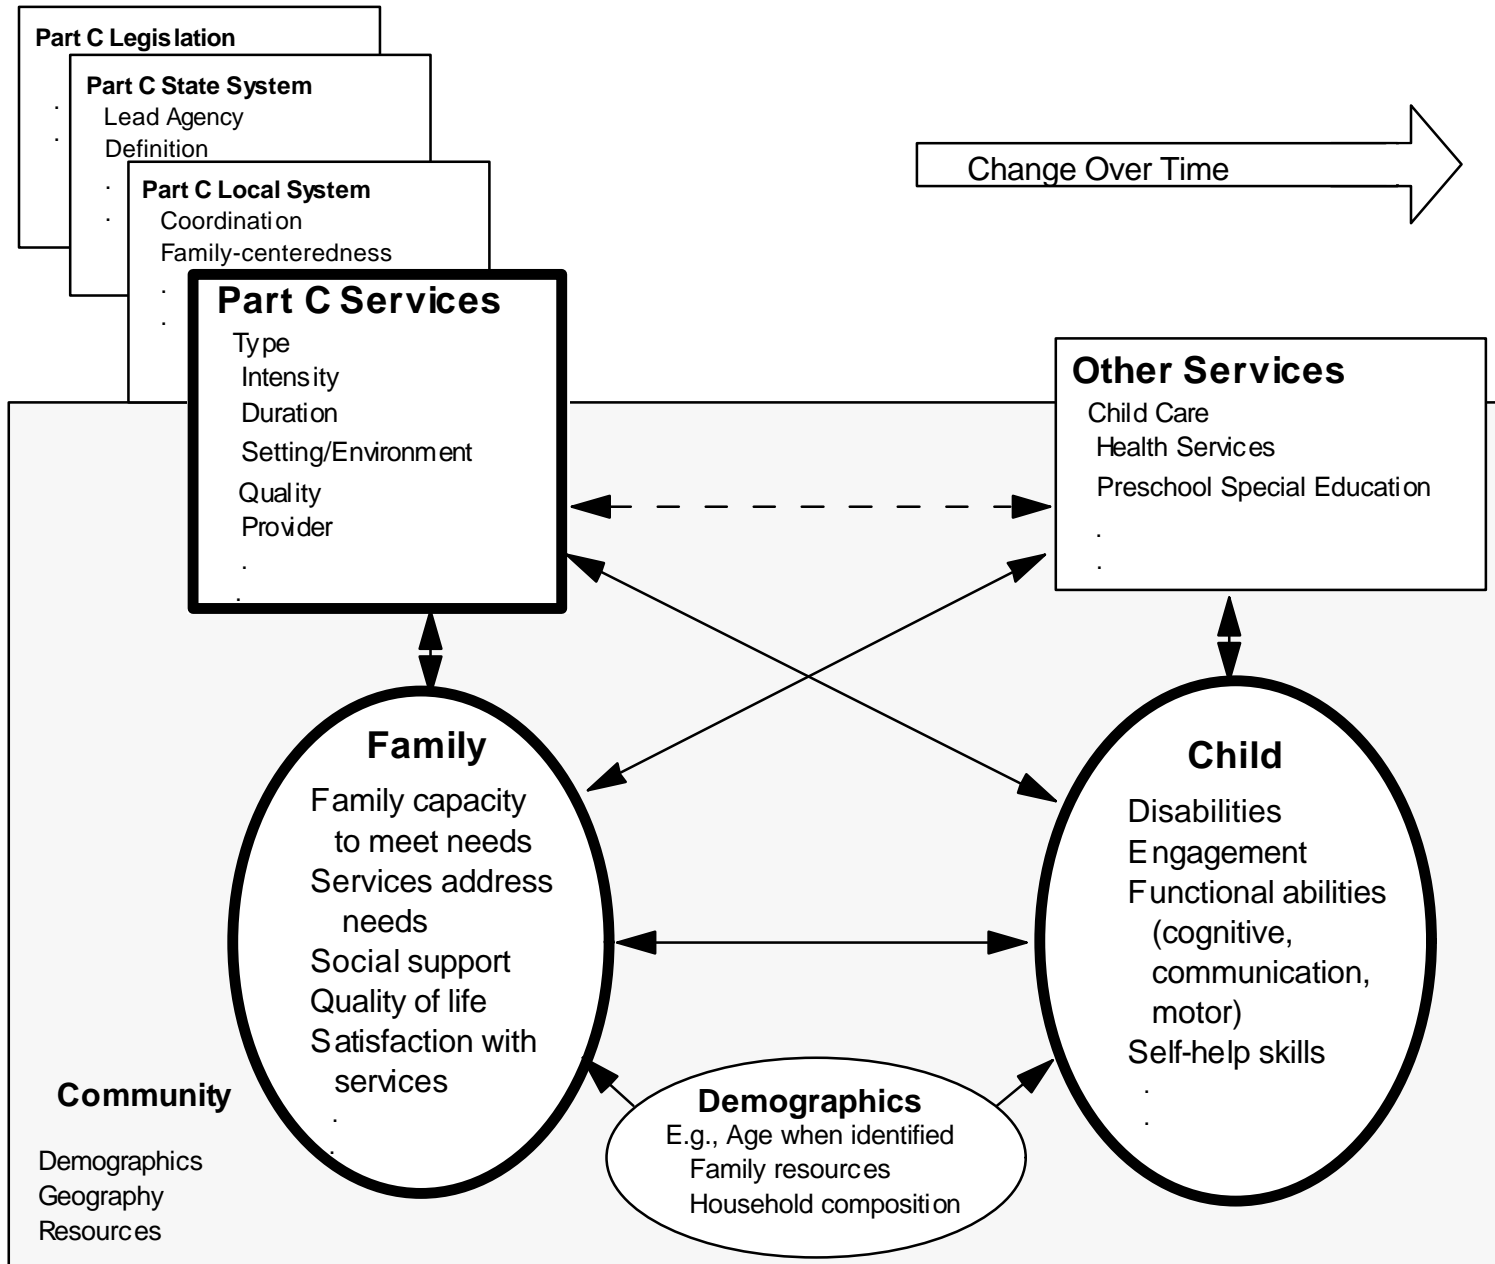 Part C Legislation
.
.
Part C State System
Lead Agency
Definition
.
.
Part C Local System
Coordination
Family-centeredness
.
.
Part C Services
Type
Intensity
Duration
Setting/Environment
Quality
Provider
.
.
Change Over Time
Other Services
Child Care
Health Services
Preschool Special Education
.
.
Family
Family capacity
to meet needs
Services address
needs
Social support
Quality of life
Satisfaction with
services
.
.
Child
Disabilities
Engagement
Functional abilities
(cognitive,
communication,
motor)
Self-help skills
.
.
Community
Demographics
Geography
Resources
Demographics
E.g., Age when identified
Family resources
Household composition